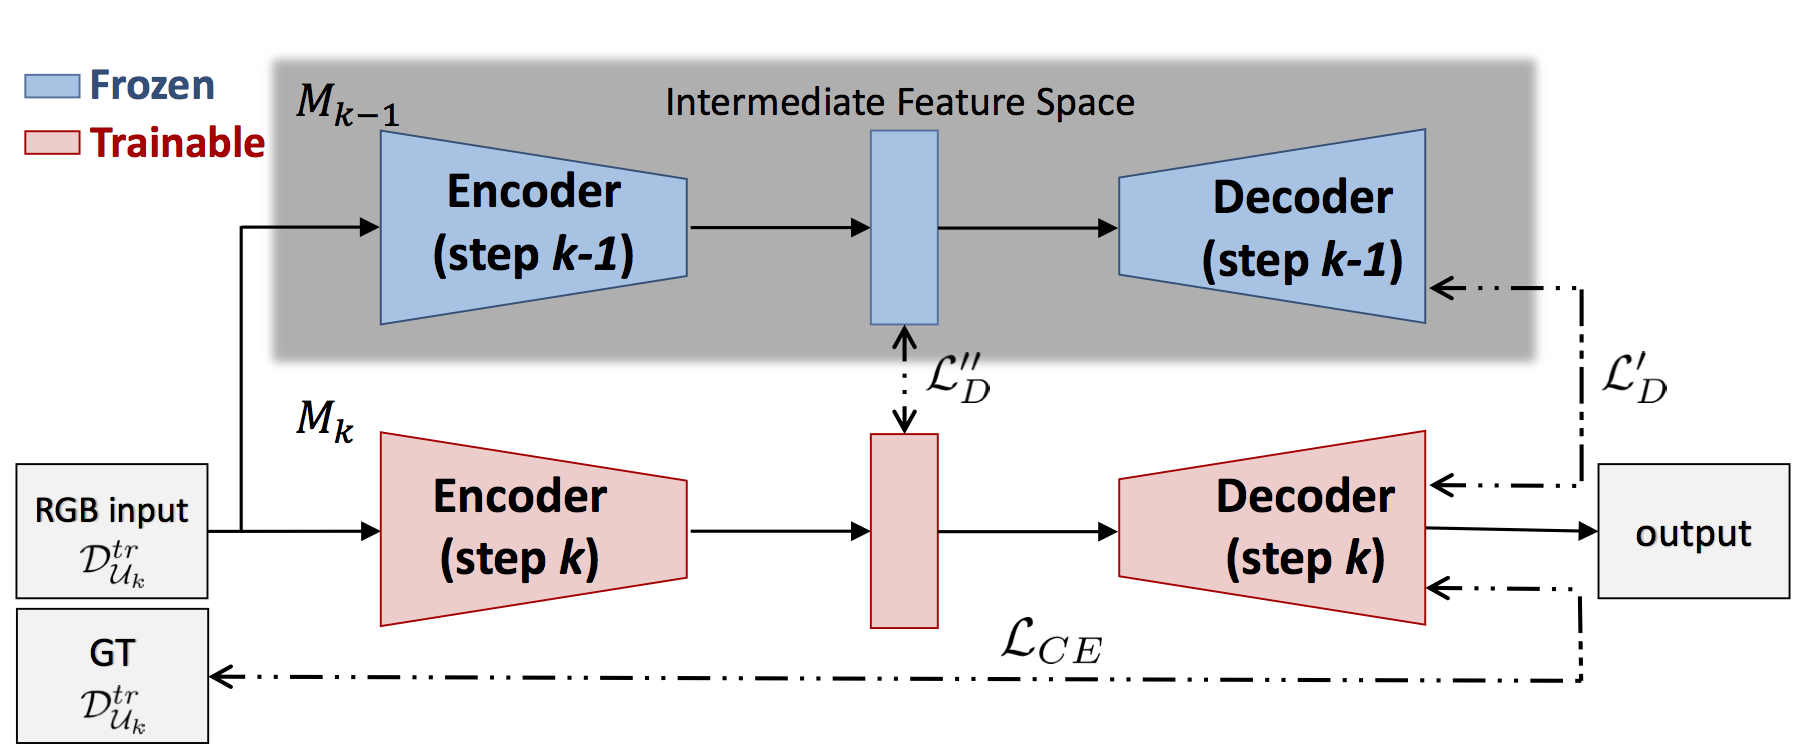 Frozen
Trainable
M_{k-1}
Intermediate Feature Space
Encoder
(step k-1)
Decoder
(step k-1)
\mathcal{L}''_D
\mathcal{L}'_D
M_k
Encoder
(step k)
Decoder
(step k)
RGB input
\mathcal{D}^{tr}_{\mathcal{U}_k}
output
GT
\mathcal{D}^{tr}_{\mathcal{U}_k}
\mathcal{L}_{CE}